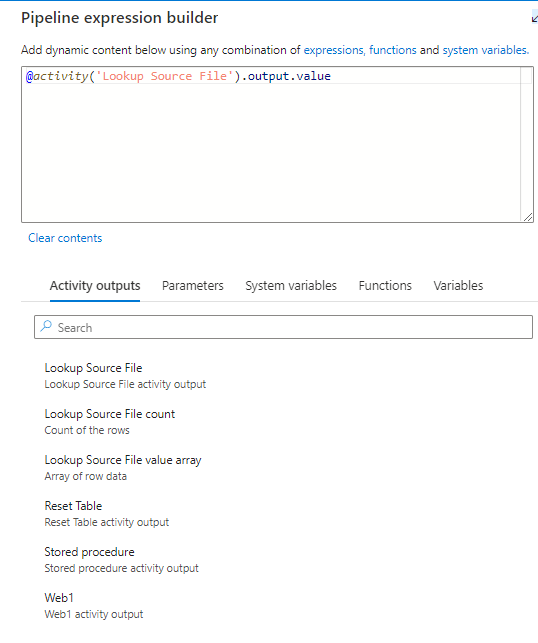 Pipeline expression builder
Add dynamic content below using any combination of expressions, functions and system variables.
@activity('Lookup Source File').output.value
Clear contents
Activity outputs Parameters System variables Functions Variables
Search
Lookup Source File
Lookup Source File activity output
Lookup Source File count
Count of the rows
Lookup Source File value array
Array of row data
Reset Table
Reset Table activity output
Stored procedure
Stored procedure activity output
Web1
Web1 activity output